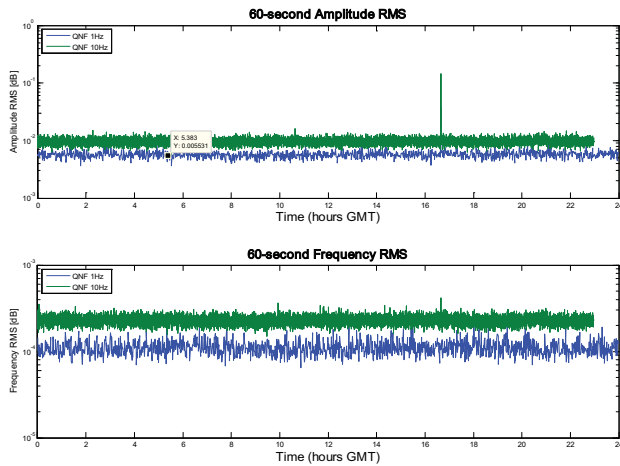 60-second Amplitude RMS
10^0
QNF 1Hz
QNF 10Hz
10^-1
Amplitude RMS [dB]
X: 5.383
Y: 0.005531
10^-2
10^-3
0 2 4 6 8 10 12 14 16 18 20 22 24
Time (hours GMT)
60-second Frequency RMS
10^-3
QNF 1Hz
QNF 10Hz
Frequency RMS [dB]
10^-4
10^-5
0 2 4 6 8 10 12 14 16 18 20 22 24
Time (hours GMT)